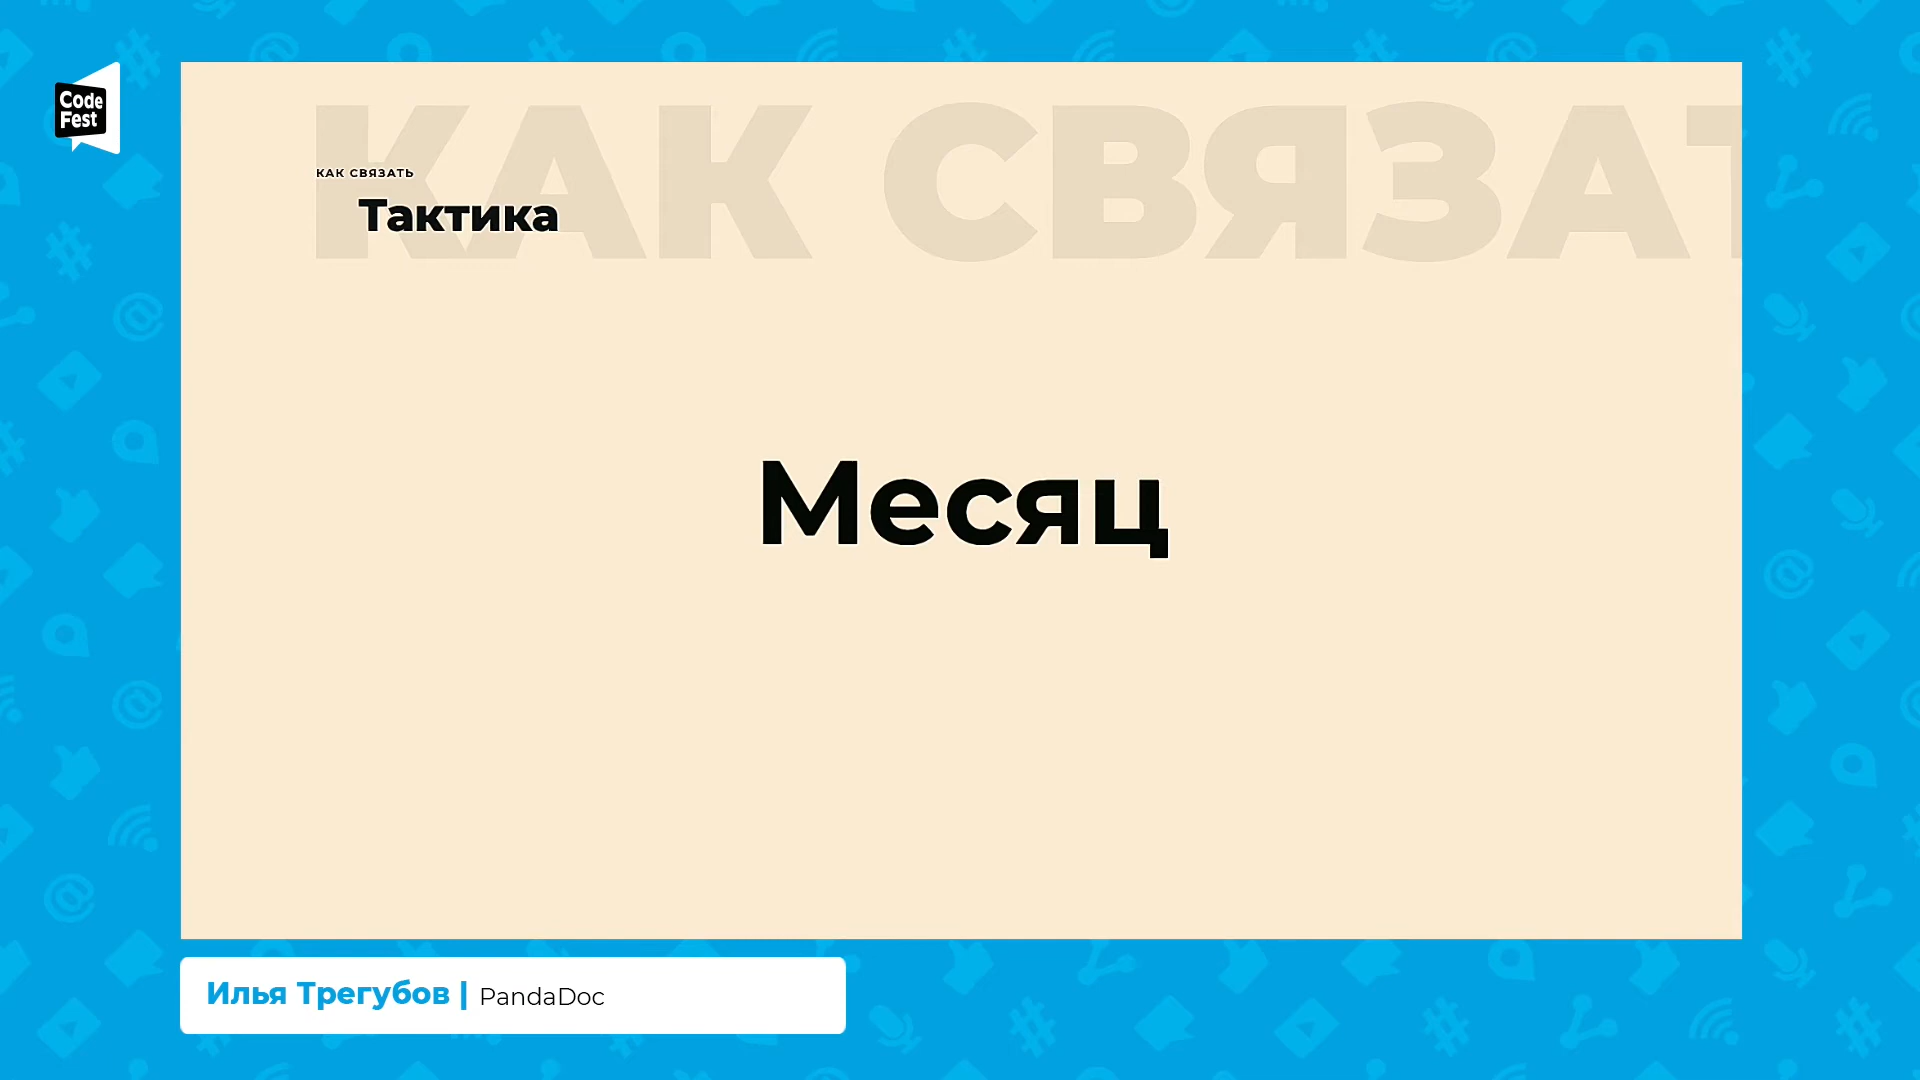 Code
Fest
КАК СВЯЗАТ
КАК СВЯЗАТЬ
Тактика
Месяц
Илья Трегубов | PandaDoc